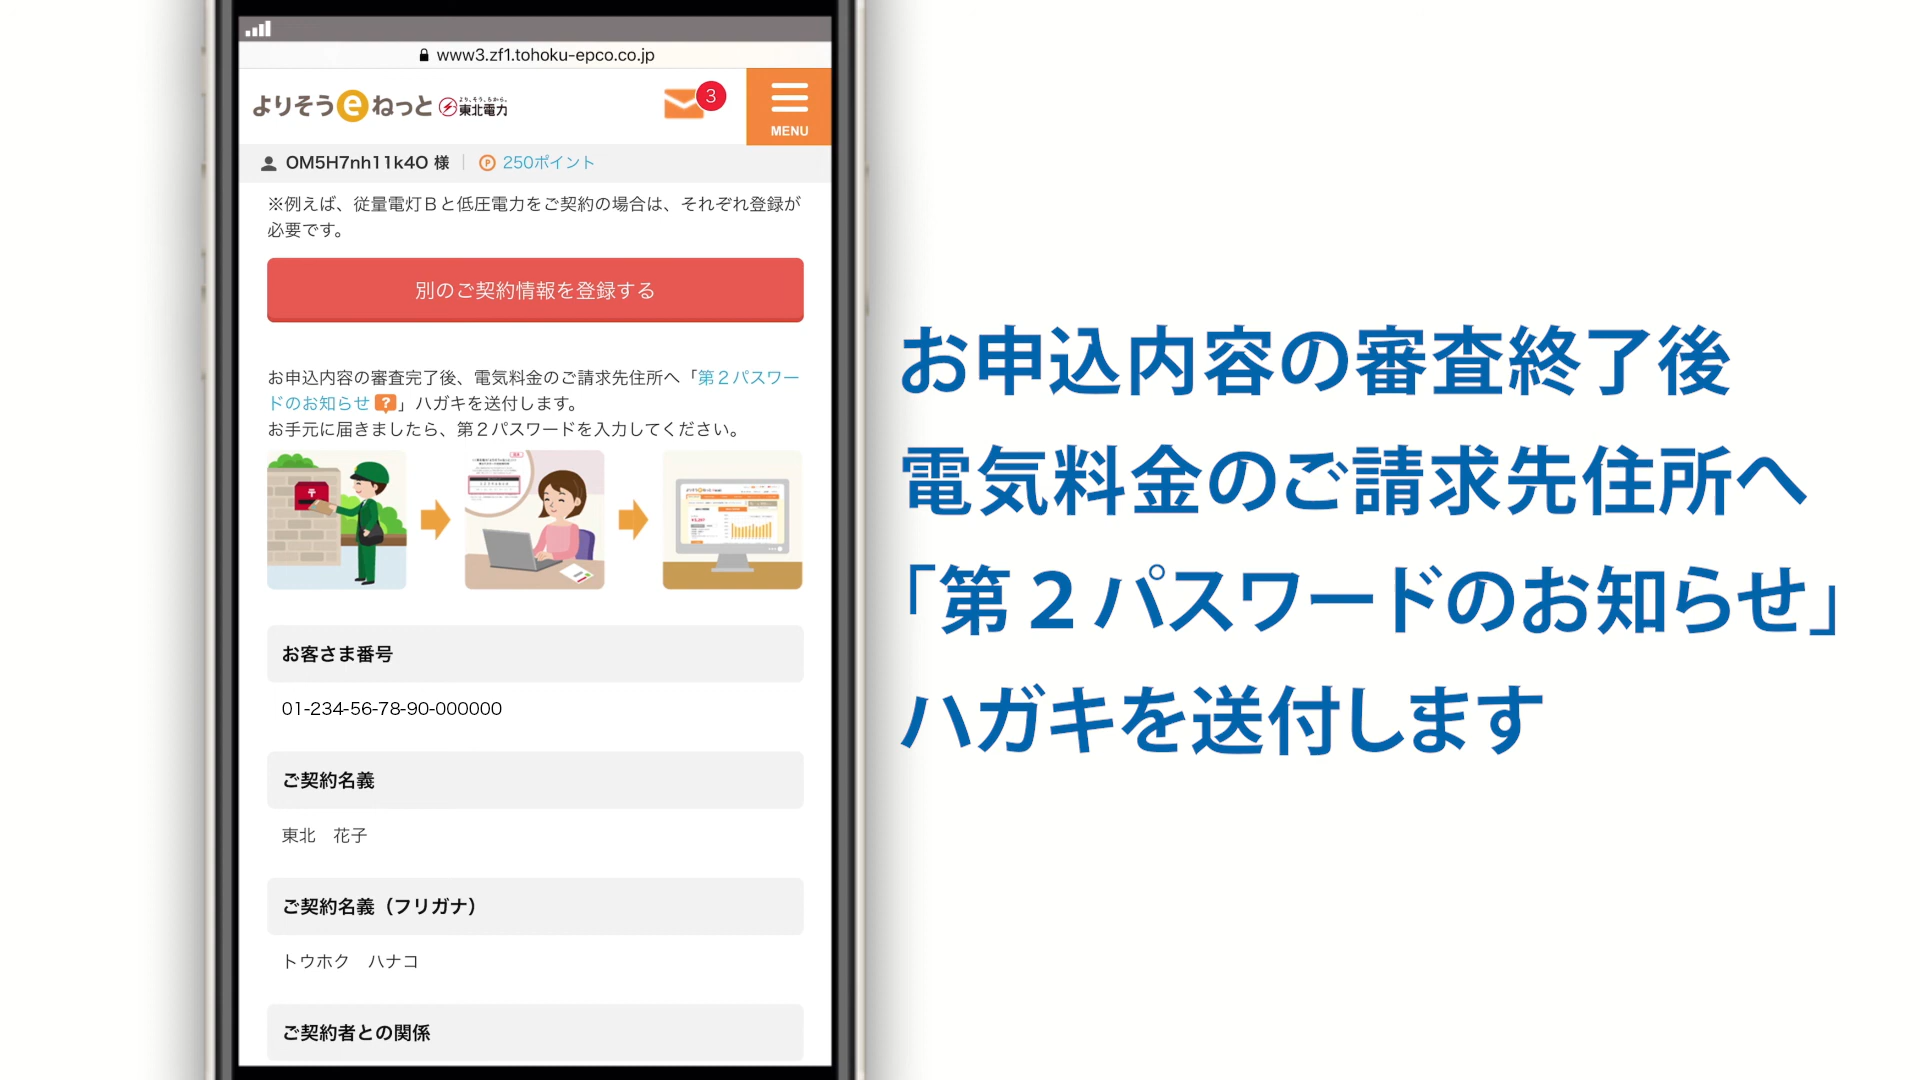 www3.zf1.tohoku-epco.co.jp
よりそうeねっと より、そう、ちから。 東北電力
3
MENU
OM5H7nh11k4O 様 P 250ポイント
※例えば、従量電灯Ｂと低圧電力をご契約の場合は、それぞれ登録が
必要です。
別のご契約情報を登録する
お申込内容の審査完了後、電気料金のご請求先住所へ「第２パスワー
ドのお知らせ ?」ハガキを送付します。
お手元に届きましたら、第２パスワードを入力してください。
お客さま番号
01-234-56-78-90-000000
ご契約名義
東北　花子
ご契約名義（フリガナ）
トウホク　ハナコ
ご契約者との関係
お申込内容の審査終了後
電気料金のご請求先住所へ
「第２パスワードのお知らせ」
ハガキを送付します